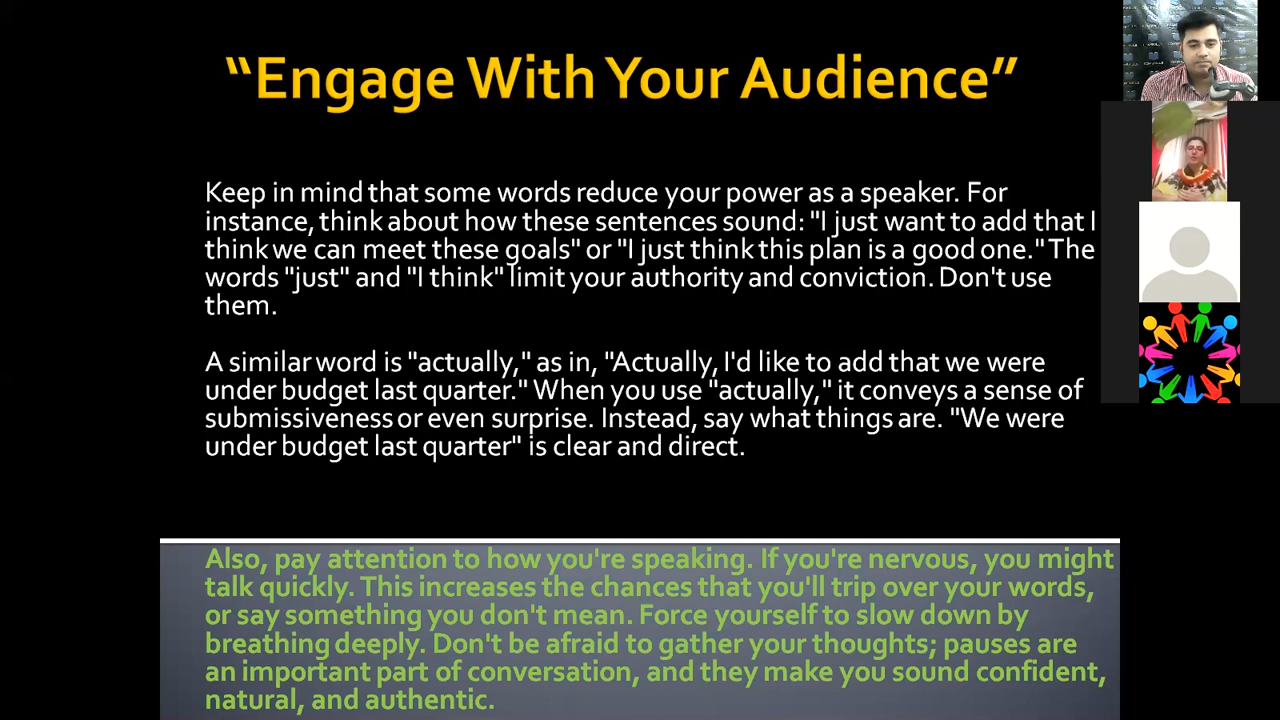 “Engage With Your Audience”
Keep in mind that some words reduce your power as a speaker. For
instance, think about how these sentences sound: "I just want to add that I
think we can meet these goals" or "I just think this plan is a good one." The
words "just" and "I think" limit your authority and conviction. Don't use
them.
A similar word is "actually," as in, "Actually, I'd like to add that we were
under budget last quarter." When you use "actually," it conveys a sense of
submissiveness or even surprise. Instead, say what things are. "We were
under budget last quarter" is clear and direct.
Also, pay attention to how you're speaking. If you're nervous, you might
talk quickly. This increases the chances that you'll trip over your words,
or say something you don't mean. Force yourself to slow down by
breathing deeply. Don't be afraid to gather your thoughts; pauses are
an important part of conversation, and they make you sound confident,
natural, and authentic.